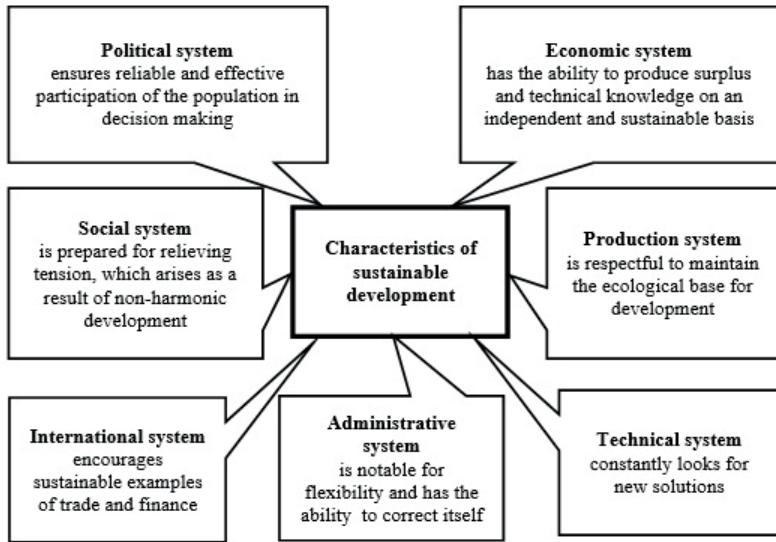 Political system
ensures reliable and effective
participation of the population in
decision making
Economic system
has the ability to produce surplus
and technical knowledge on an
independent and sustainable basis
Social system
is prepared for relieving
tension, which arises as a
result of non-harmonic
development
Characteristics of
sustainable
development
Production system
is respectful to maintain
the ecological base for
development
International system
encourages
sustainable examples
of trade and finance
Administrative
system
is notable for
flexibility and has the
ability to correct itself
Technical system
constantly looks for
new solutions